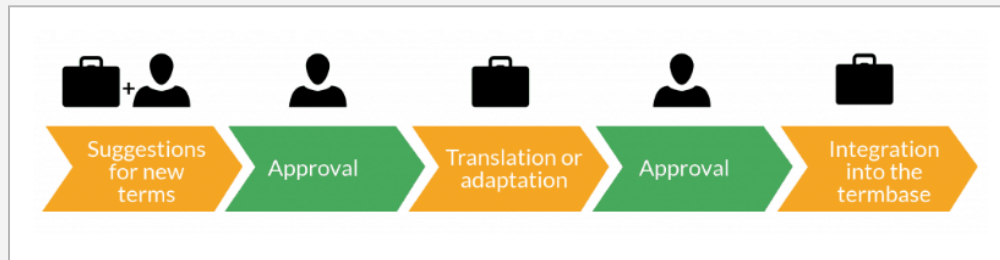 +
Suggestions
for new
terms
Approval
Translation or
adaptation
Approval
Integration
into the
termbase